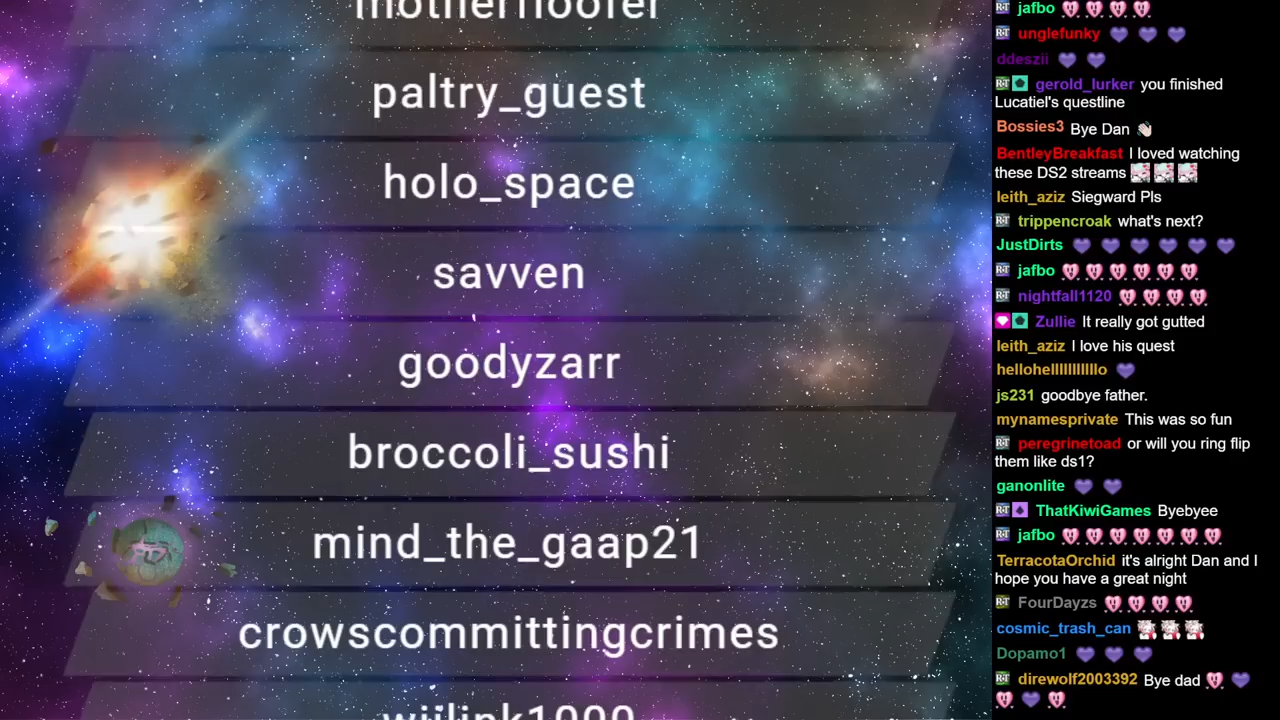 motherhoofer
paltry_guest
holo_space
savven
goodyzarr
broccoli_sushi
mind_the_gaap21
crowscommittingcrimes
wiilink1000
jafbo
unglefunky
ddeszii
gerold_lurker you finished
Lucatiel's questline
Bossies3 Bye Dan
BentleyBreakfast I loved watching
these DS2 streams
leith_aziz Siegward Pls
trippencroak what's next?
JustDirts
jafbo
nightfall1120
Zullie It really got gutted
leith_aziz I love his quest
hellohellllllllllo
js231 goodbye father.
mynamesprivate This was so fun
peregrinetoad or will you ring flip
them like ds1?
ganonlite
ThatKiwiGames Byebyee
jafbo
TerracotaOrchid it's alright Dan and I
hope you have a great night
FourDayzs
cosmic_trash_can
Dopamo1
direwolf2003392 Bye dad